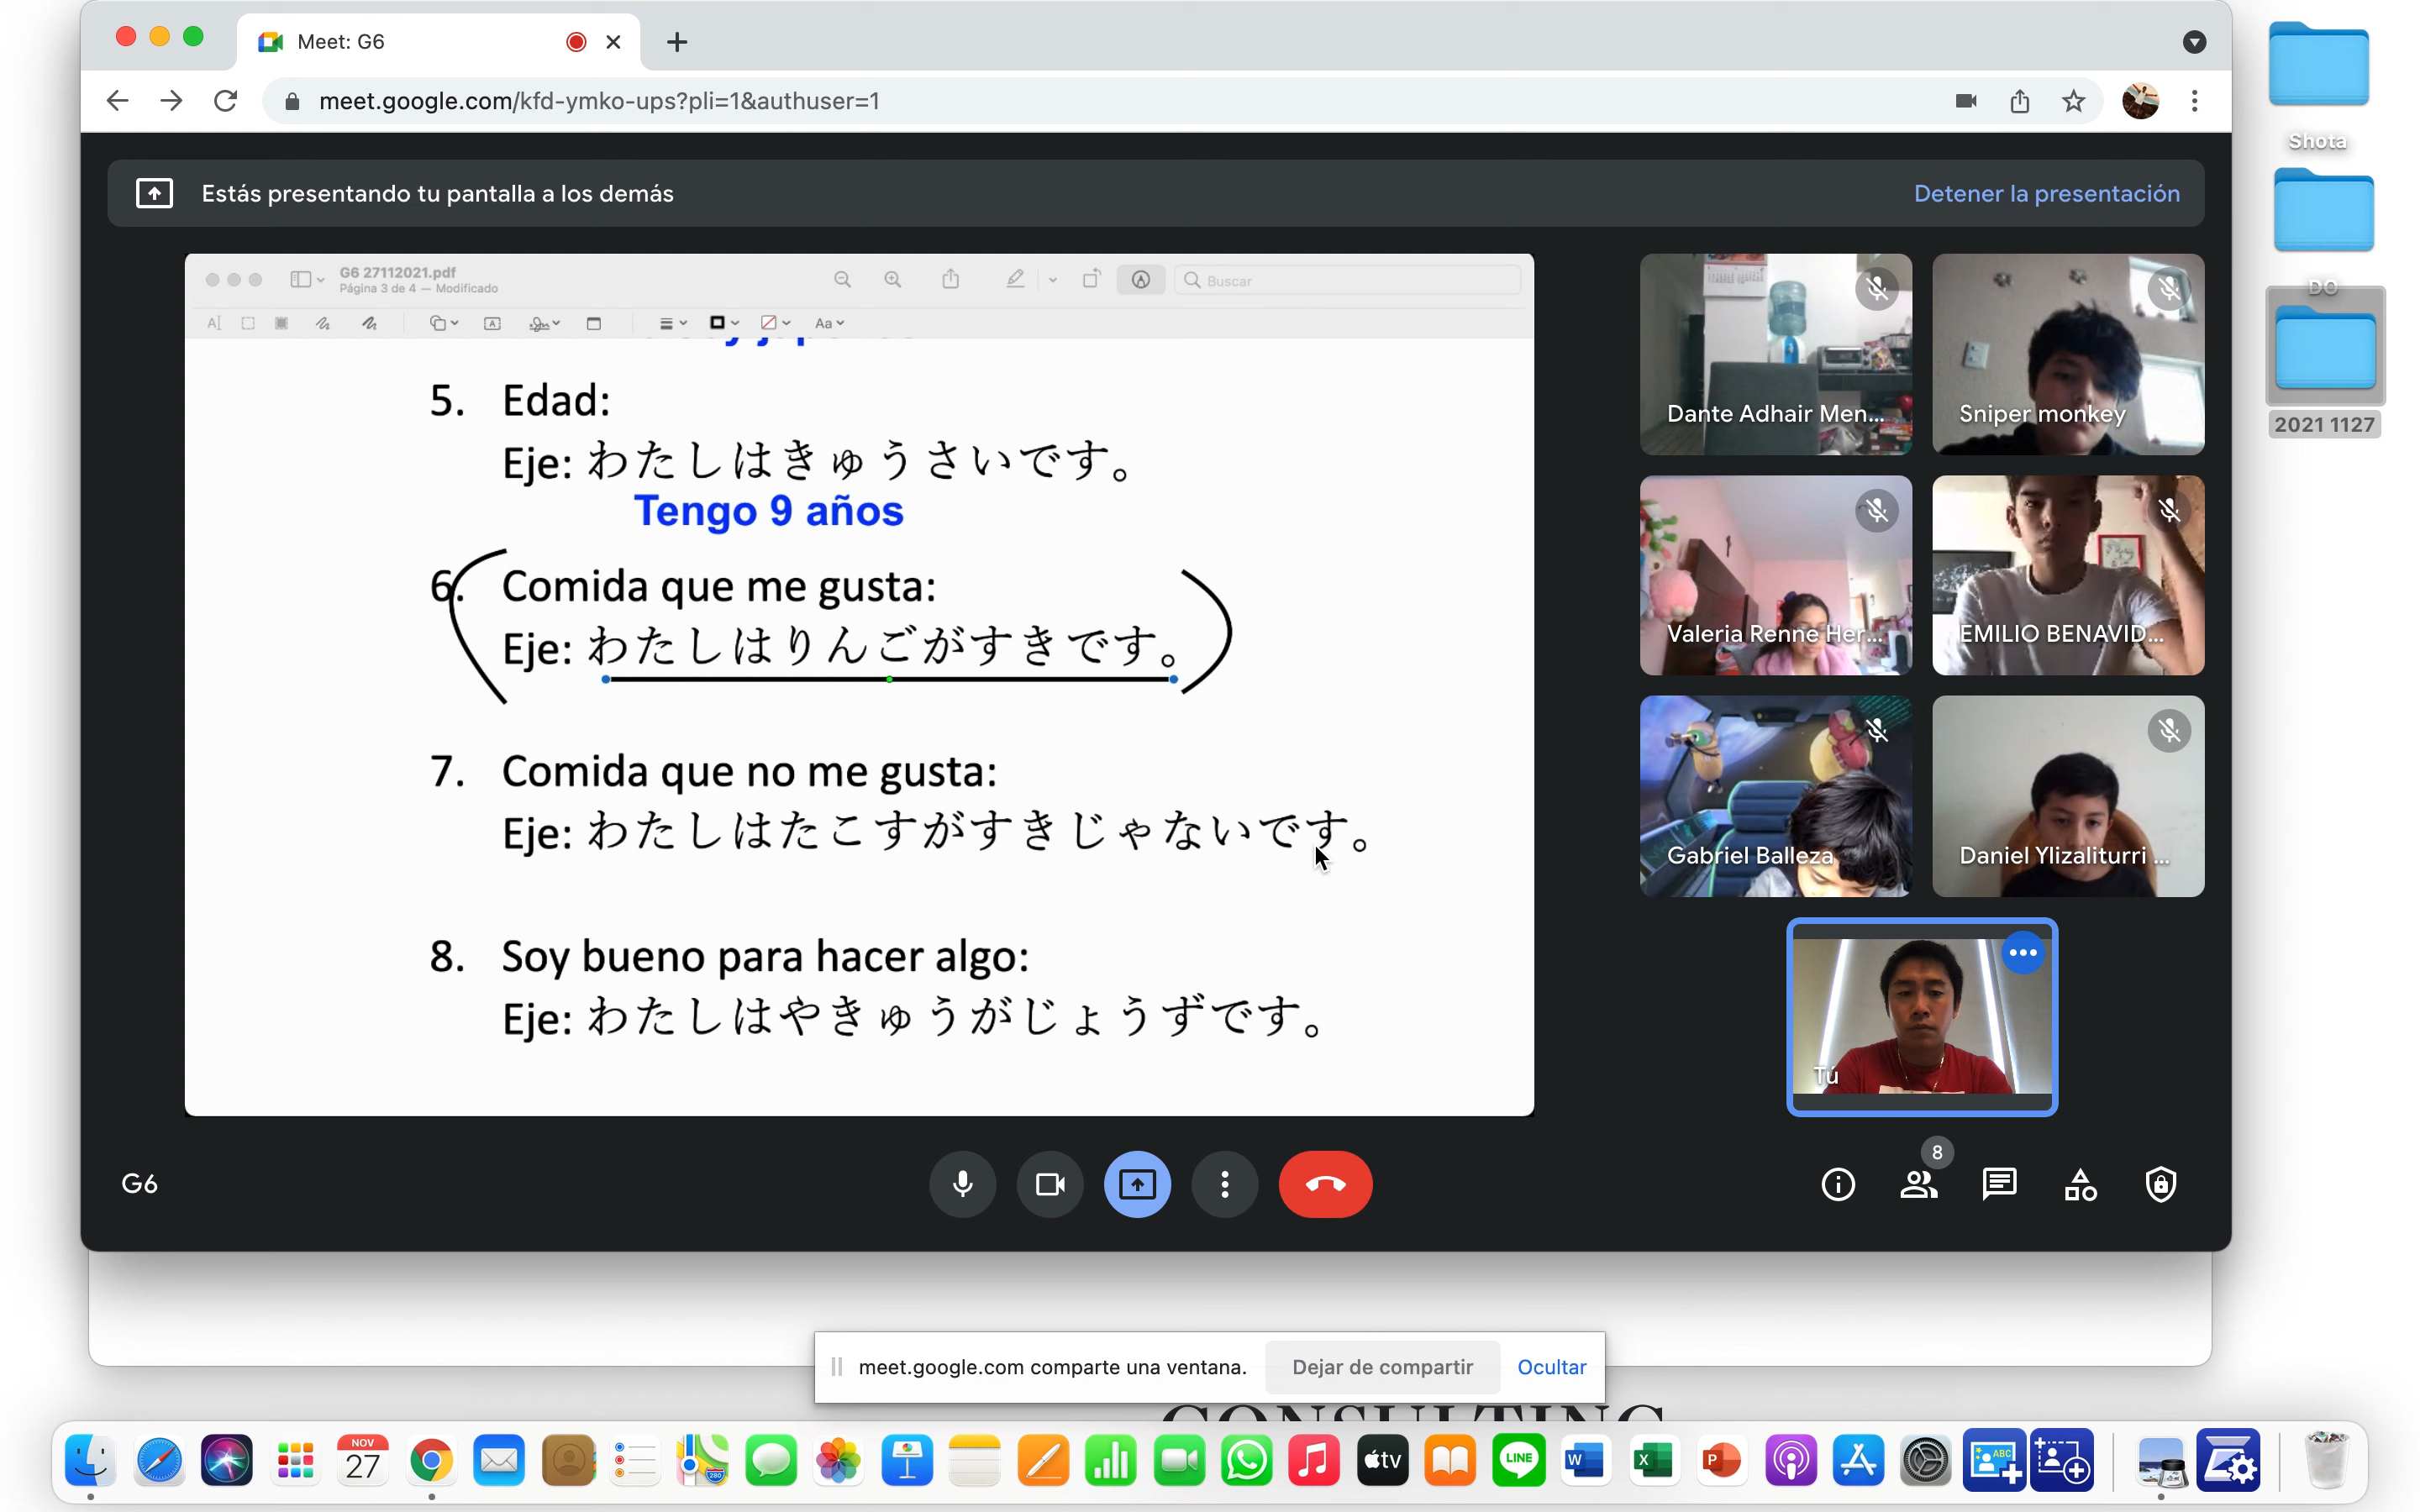 Meet: G6
meet.google.com/kfd-ymko-ups?pli=1&authuser=1
Estás presentando tu pantalla a los demás
Detener la presentación
G6 27112021.pdf
Página 3 de 4 — Modificado
Buscar
Aa
5. Edad:
Eje: わたしはきゅうさいです。
Tengo 9 años
6. Comida que me gusta:
Eje: わたしはりんごがすきです。
7. Comida que no me gusta:
Eje: わたしはたこすがすきじゃないです。
8. Soy bueno para hacer algo:
Eje: わたしはやきゅうがじょうずです。
Dante Adhair Men...
Sniper monkey
Valeria Renne Her...
EMILIO BENAVID...
Gabriel Balleza
Daniel Ylizaliturri ...
Tú
G6
8
Shota
DO
2021 1127
meet.google.com comparte una ventana.
Dejar de compartir
Ocultar
CONSULTING
NOV
27
280
tv
LINE
W
X
P
ABC